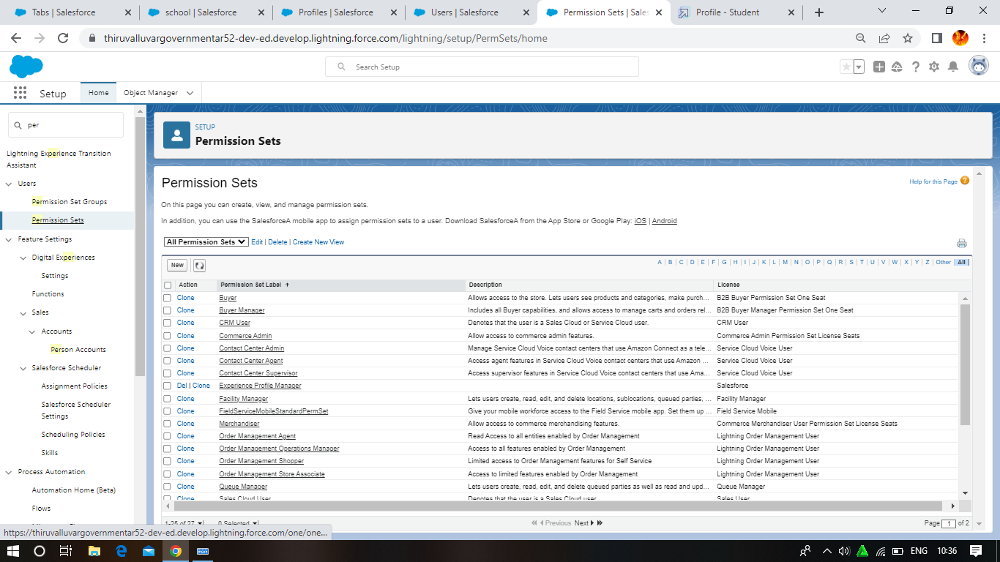 Tabs | Salesforce
school | Salesforce
Profiles | Salesforce
Users | Salesforce
Permission Sets | Sales
Profile - Student
thiruvalluvargovernmentar52-dev-ed.develop.lightning.force.com/lightning/setup/PermSets/home
Search Setup
Setup
Home
Object Manager
per
Lightning Experience Transition
Assistant
Users
Permission Set Groups
Permission Sets
Feature Settings
Digital Experiences
Settings
Functions
Sales
Accounts
Person Accounts
Salesforce Scheduler
Assignment Policies
Salesforce Scheduler
Settings
Scheduling Policies
Skills
Process Automation
Automation Home (Beta)
Flows
SETUP
Permission Sets
Permission Sets
Help for this Page
On this page you can create, view, and manage permission sets.
In addition, you can use the SalesforceA mobile app to assign permission sets to a user. Download SalesforceA from the App Store or Google Play: iOS | Android
All Permission Sets Edit | Delete | Create New View
New
A | B | C | D | E | F | G | H | I | J | K | L | M | N | O | P | Q | R | S | T | U | V | W | X | Y | Z | Other | All
Action Permission Set Label Description License
Clone Buyer Allows access to the store. Lets users see products and categories, make purch... B2B Buyer Permission Set One Seat
Clone Buyer Manager Includes all Buyer capabilities, and allows access to manage carts and orders rel... B2B Buyer Manager Permission Set One Seat
Clone CRM User Denotes that the user is a Sales Cloud or Service Cloud user. CRM User
Clone Commerce Admin Allow access to commerce admin features. Commerce Admin Permission Set License Seats
Clone Contact Center Admin Manage Service Cloud Voice contact centers that use Amazon Connect as a tele... Service Cloud Voice User
Clone Contact Center Agent Access agent features in Service Cloud Voice contact centers that use Amazon ... Service Cloud Voice User
Clone Contact Center Supervisor Access supervisor features in Service Cloud Voice contact centers that use Ama... Service Cloud Voice User
Del | Clone Experience Profile Manager Salesforce
Clone Facility Manager Lets users create, read, edit, and delete locations, sublocations, queued parties, ... Facility Manager
Clone FieldServiceMobileStandardPermSet Give your mobile workforce access to the Field Service mobile app. Set them up ... Field Service Mobile
Clone Merchandiser Allow access to commerce merchandising features. Commerce Merchandiser User Permission Set License Seats
Clone Order Management Agent Read Access to all entities enabled by Order Management Lightning Order Management User
Clone Order Management Operations Manager Access to all features enabled by Order Management Lightning Order Management User
Clone Order Management Shopper Limited access to Order Management features for Self Service Lightning Order Management User
Clone Order Management Store Associate Access to limited features enabled by Order Management Lightning Order Management User
Clone Queue Manager Lets users create, read, edit, and delete queued parties as well as read and upd... Queue Manager
Clone Sales Cloud User Denotes that the user is a Sales Cloud user. Sales User
1-25 of 27 0 Selected Previous Next Page 1 of 2
https://thiruvalluvargovernmentar52-dev-ed.develop.lightning.force.com/one/one...
ENG 10:36